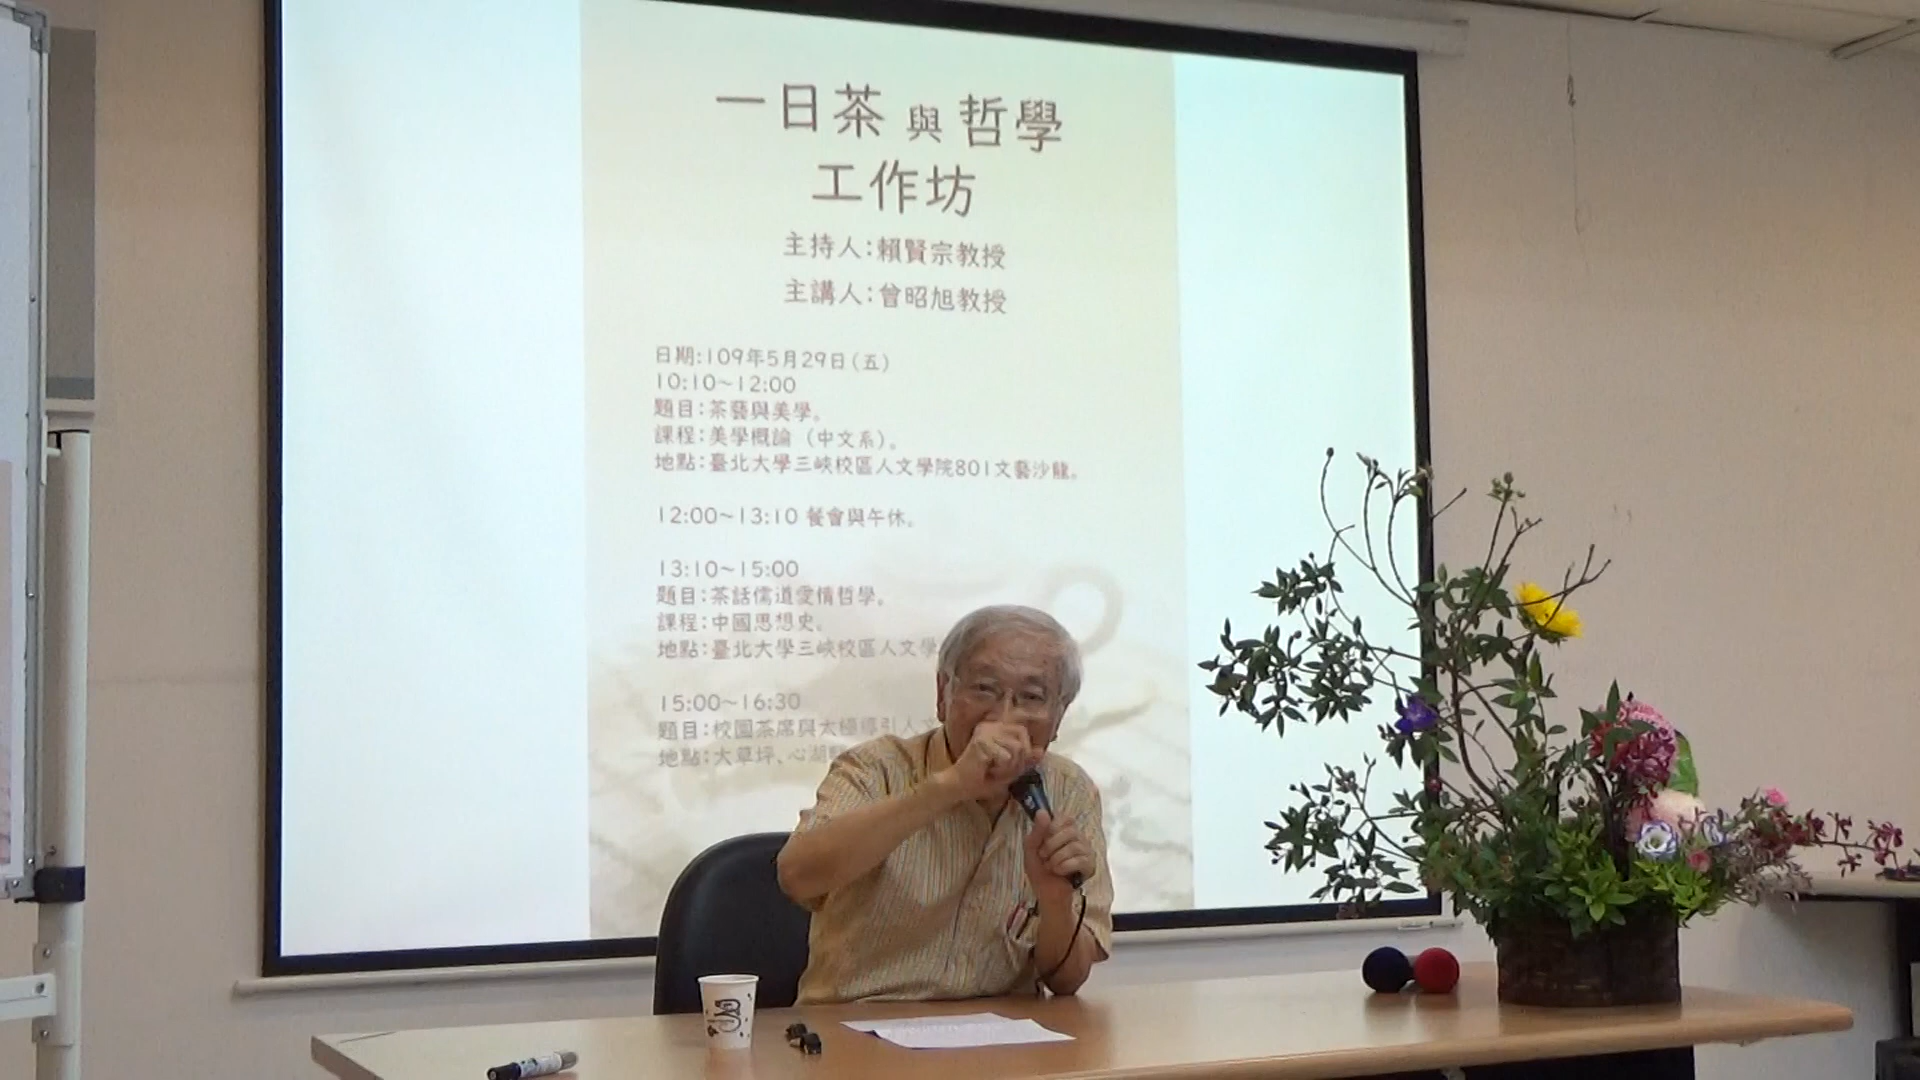 一日茶與哲學
工作坊
主持人：賴賢宗教授
主講人：曾昭旭教授
日期：109年5月29日（五）
10:10～12:00
題目：茶藝與美學。
課程：美學概論（中文系）。
地點：臺北大學三峽校區人文學院801文藝沙龍。
12:00～13:10 餐會與午休。
13:10～15:00
題目：茶話儒道愛情哲學。
課程：中國思想史。
地點：臺北大學三峽校區人文學
15:00～16:30
題目：校園茶席與太極導引人文
地點：大草坪、心湖